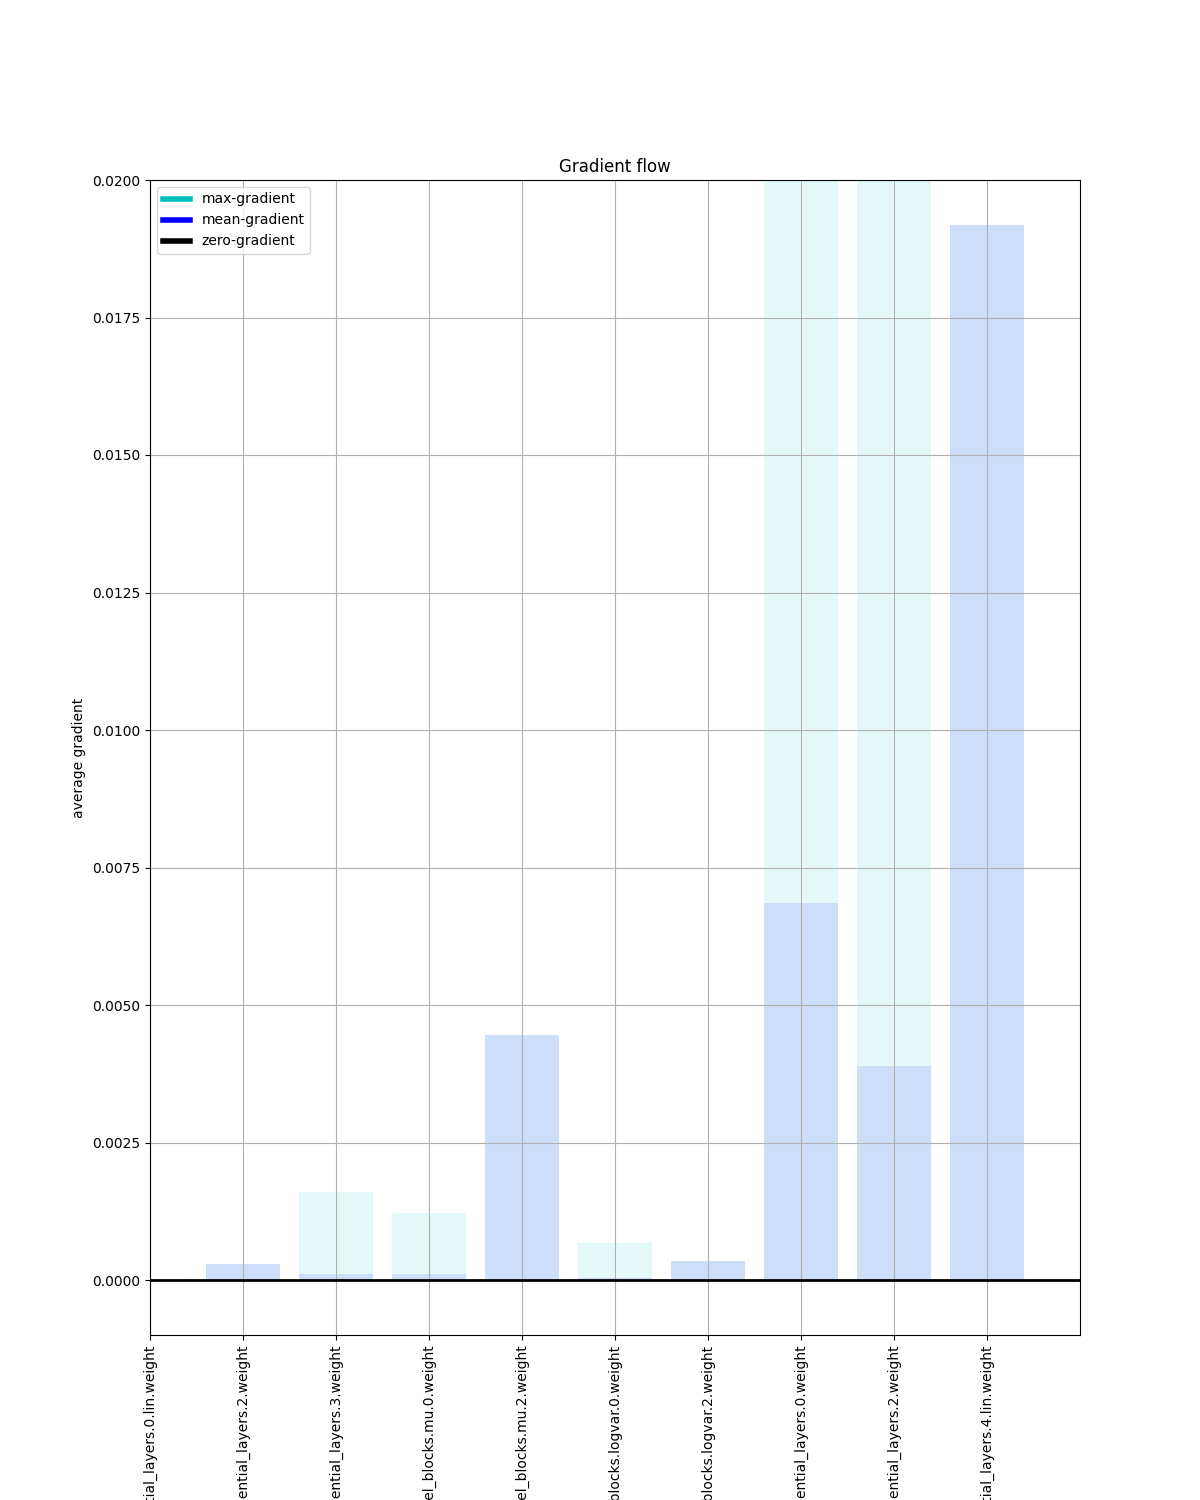 Gradient flow
max-gradient
mean-gradient
zero-gradient
0.0200
0.0175
0.0150
0.0125
0.0100
0.0075
0.0050
0.0025
0.0000
average gradient
tial_layers.0.lin.weight
ential_layers.2.weight
ential_layers.3.weight
el_blocks.mu.0.weight
el_blocks.mu.2.weight
blocks.logvar.0.weight
blocks.logvar.2.weight
ential_layers.0.weight
ential_layers.2.weight
tial_layers.4.lin.weight